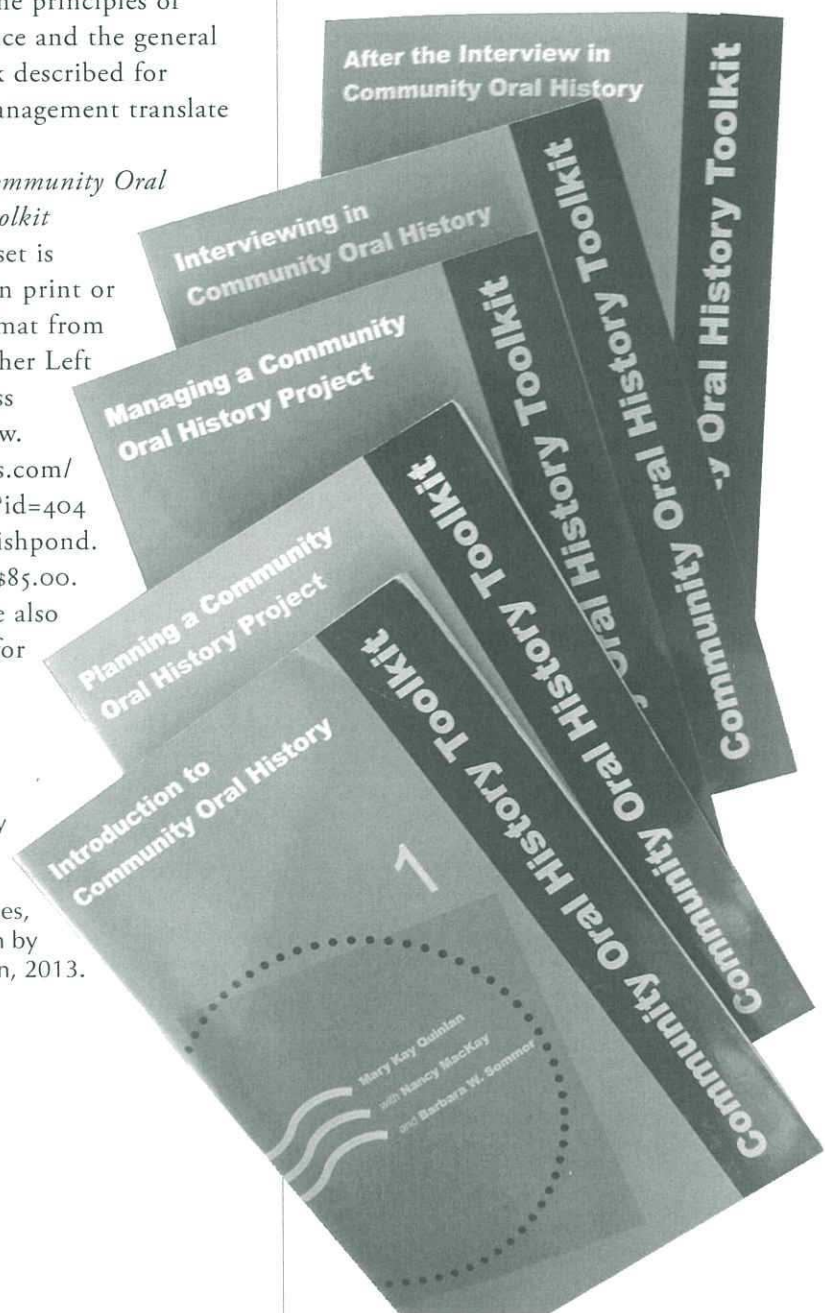 he principles of
ce and the general
k described for
anagement translate
mmunity Oral
olkit
set is
n print or
mat from
her Left
ss
w.
s.com/
?id=404
ishpond.
$85.00.
e also
for
y
es,
n by
n, 2013.
After the Interview in
Community Oral History
y Oral History Toolkit
Interviewing in
Community Oral History
Community Oral History Toolkit
Managing a Community
Oral History Project
Oral History Toolkit
Planning a Community
Oral History Project
Community Oral History Toolkit
Introduction to
Community Oral History
1
Mary Kay Quinlan
with Nancy MacKay
and Barbara W. Sommer
Community Oral History Toolkit